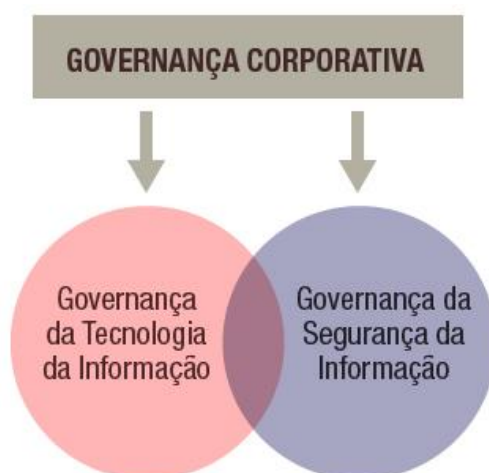 GOVERNANÇA CORPORATIVA
Governança
da Tecnologia
da Informação
Governança da
Segurança da
Informação